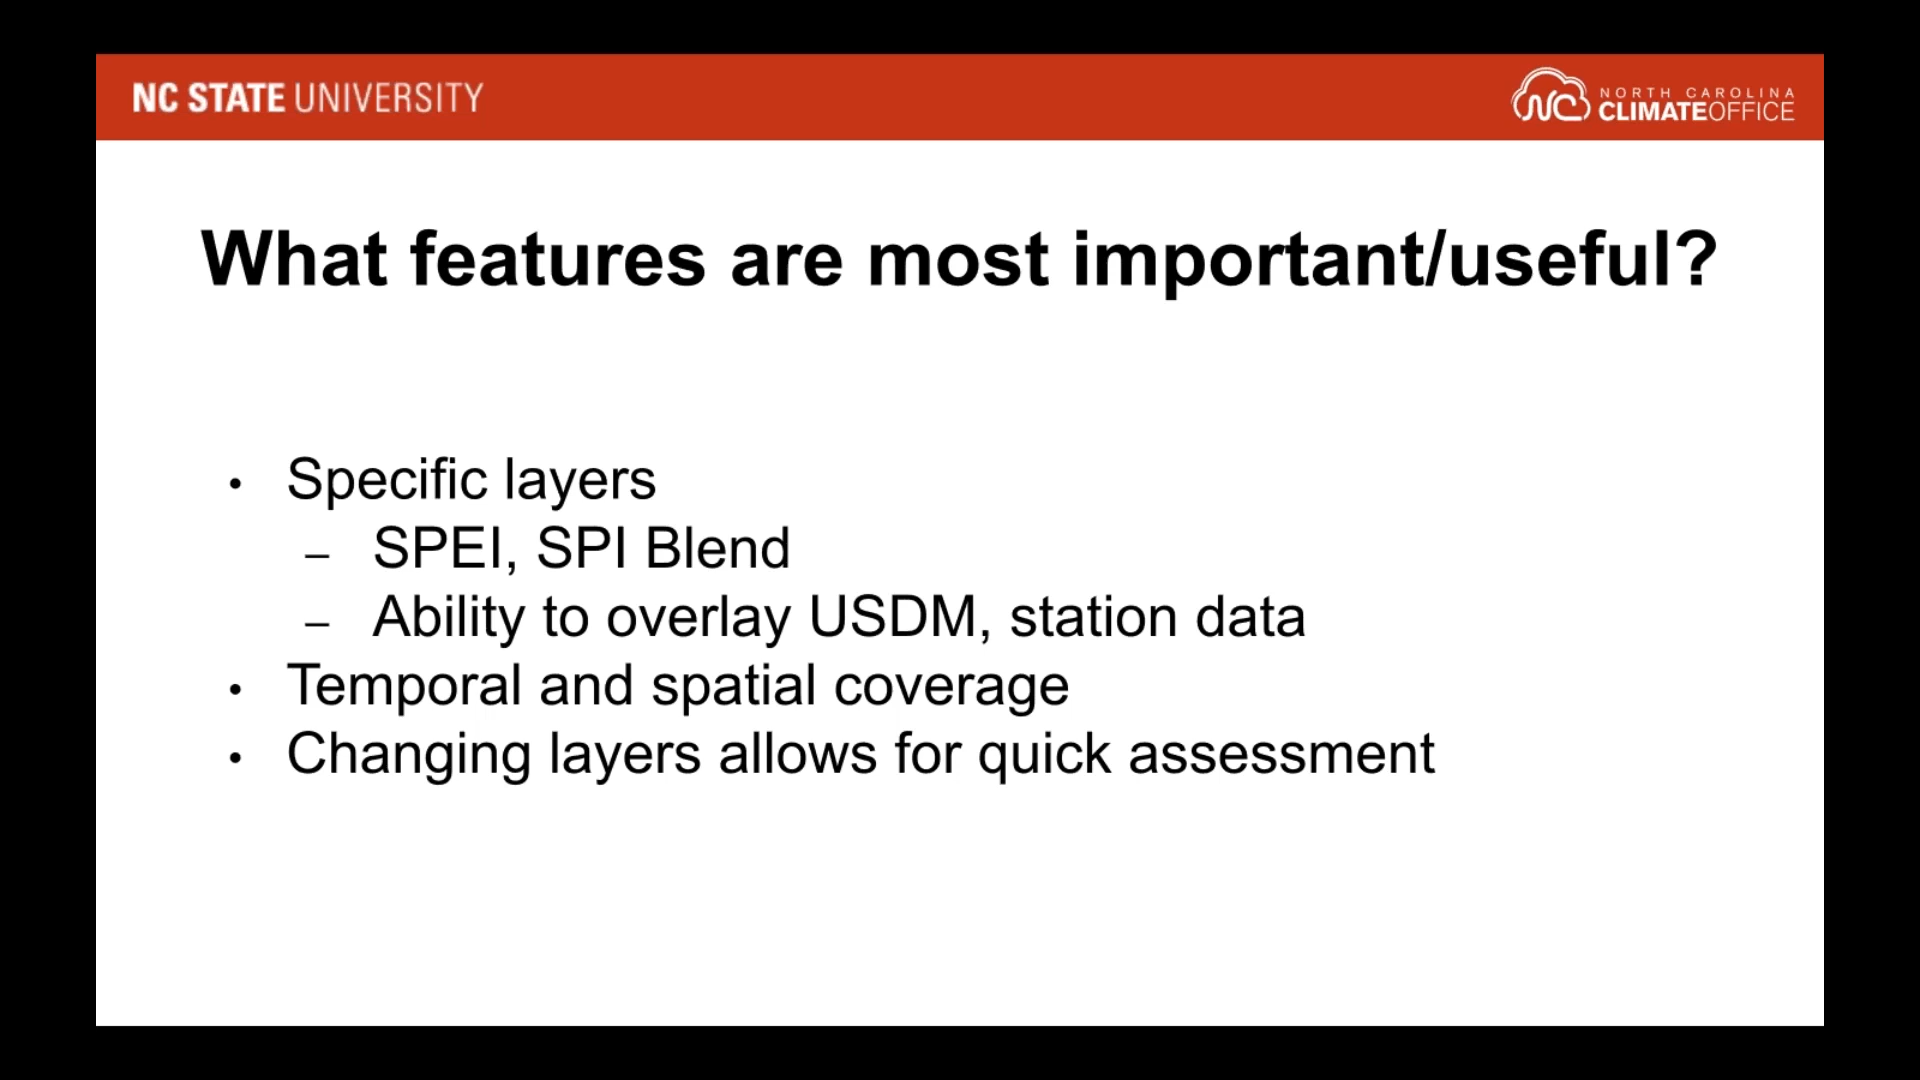 NC STATE UNIVERSITY
NC NORTH CAROLINA
CLIMATEOFFICE
What features are most important/useful?
• Specific layers
– SPEI, SPI Blend
– Ability to overlay USDM, station data
• Temporal and spatial coverage
• Changing layers allows for quick assessment